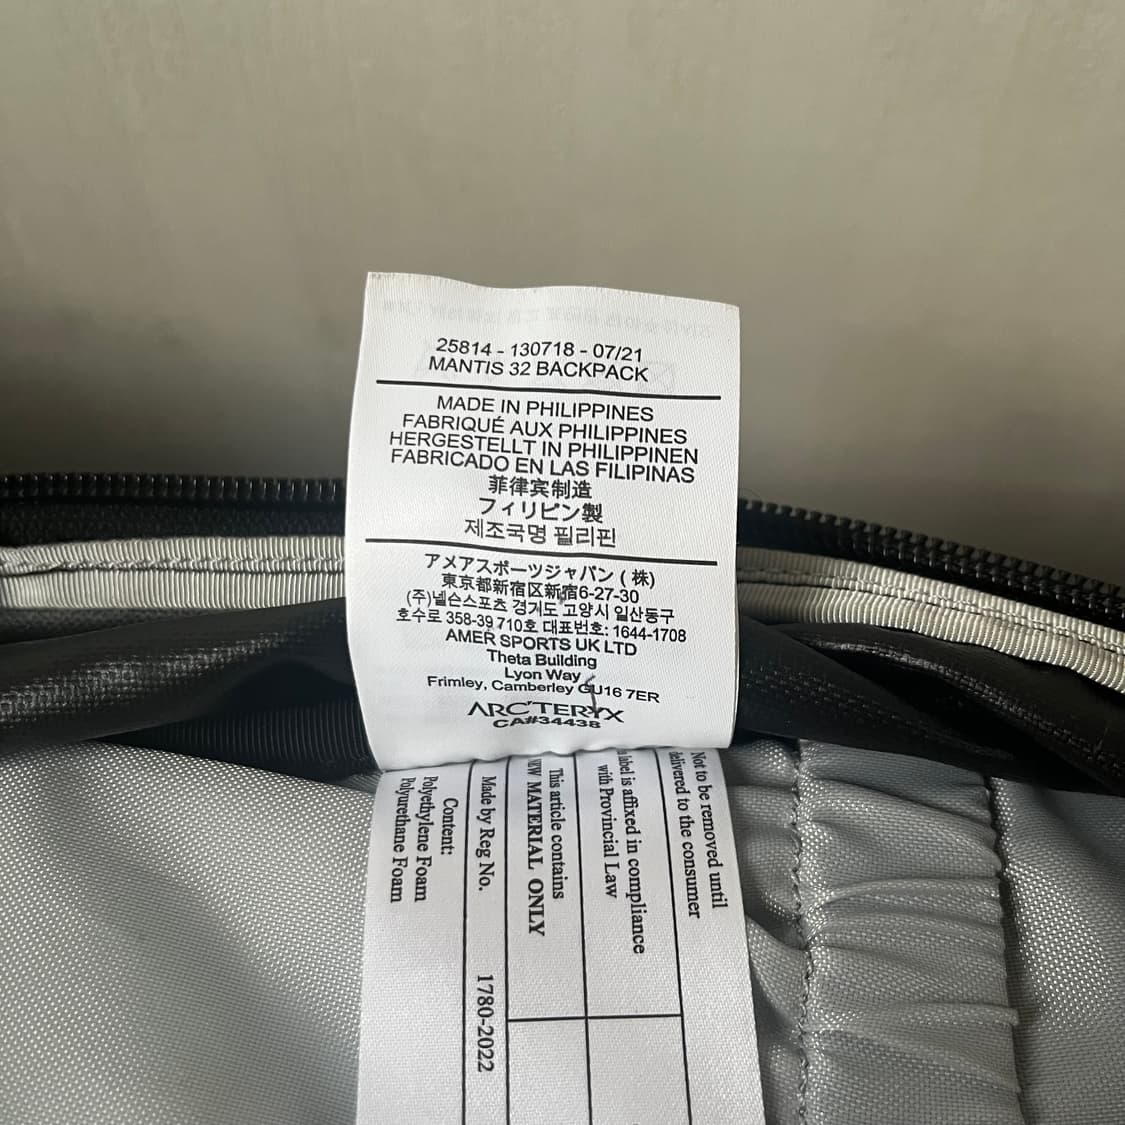 25814 - 130718 - 07/21
MANTIS 32 BACKPACK
MADE IN PHILIPPINES
FABRIQUÉ AUX PHILIPPINES
HERGESTELLT IN PHILIPPINEN
FABRICADO EN LAS FILIPINAS
菲律宾制造
フィリピン製
제조국명 필리핀
アメアスポーツジャパン (株)
東京都新宿区新宿6-27-30
(주)넬슨스포츠 경기도 고양시 일산동구
호수로 358-39 710호 대표번호: 1644-1708
AMER SPORTS UK LTD
Theta Building
Lyon Way
Frimley, Camberley GU16 7ER
ARC'TERYX
CA#34438
Not to be removed until
delivered to the consumer
label is affixed in compliance
with Provincial Law
This article contains
NEW MATERIAL ONLY
Made by Reg No. 1780-2022
Content:
Polyethylene Foam
Polyurethane Foam